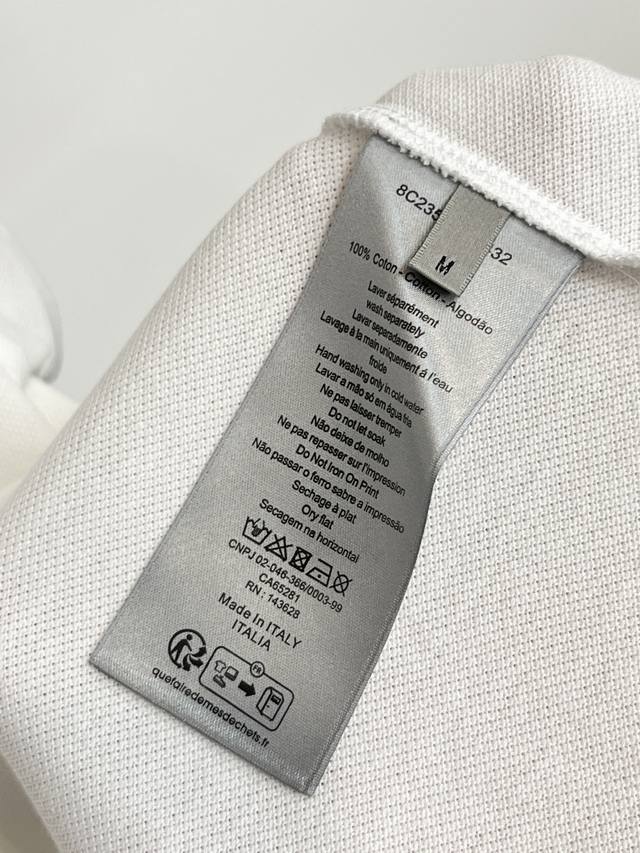 8C235
32
M
100% Coton - Cotton - Algodão
Laver séparément
wash separately
Lavar separadamente
Lavage à la main uniquement á l'eau
froide
Hand washing only in cold water
Lavar a mão só em água fria
Ne pas laisser tremper
Do not let soak
Não deixe de molho
Ne pas repasser sur l'impression
Do Not Iron On Print
Não passar o ferro sabre a impressão
Sechage à plat
Ory flat
Secagem na horizontal
CNPJ 02-046-366/0003-99
CA65281
RN : 143628
Made In ITALY
ITALIA
FR
quefairedemesdechets.fr